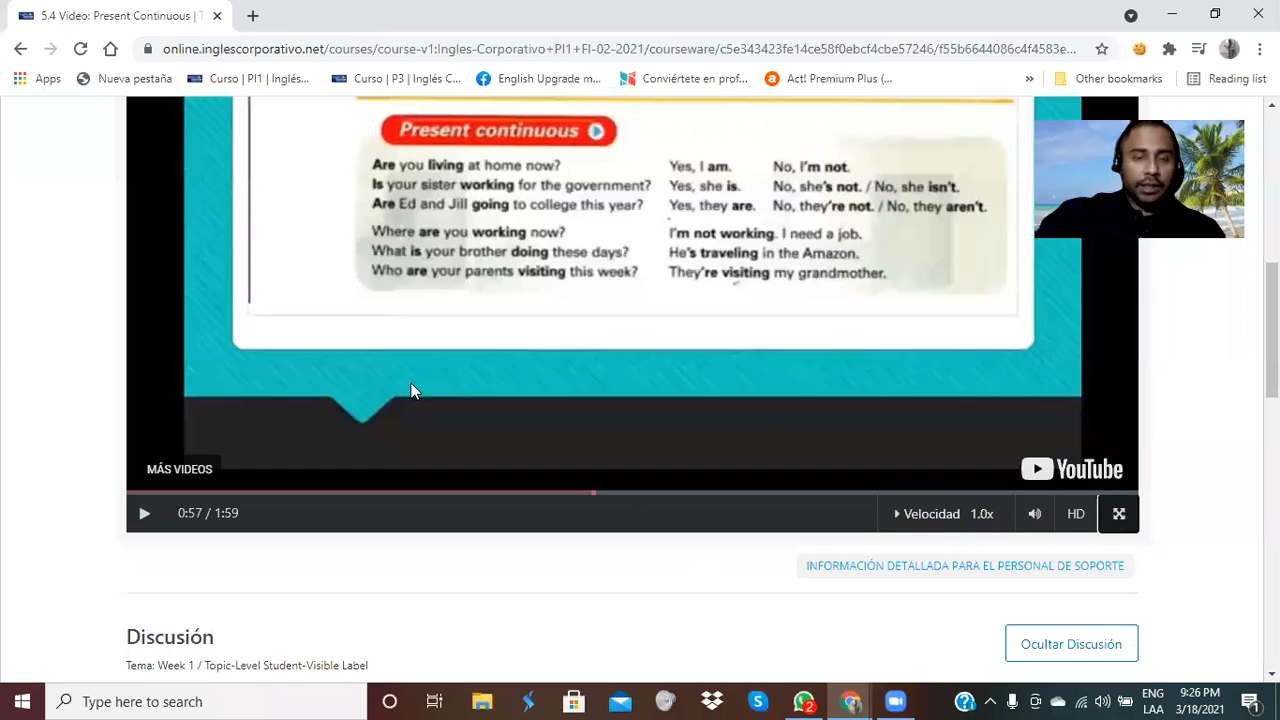 5.4 Video: Present Continuous | T
online.inglescorporativo.net/courses/course-v1:Ingles-Corporativo+PI1+FI-02-2021/courseware/c5e343423fe14ce58f0ebcf4cbe57246/f55b6644086c4f4583e...
Apps Nueva pestaña Curso | PI1 | Inglés... Curso | P3 | Inglés C... English Upgrade m... Conviértete en prof... Act! Premium Plus (... » Other bookmarks Reading list
Present continuous
Are you living at home now? Yes, I am. No, I'm not.
Is your sister working for the government? Yes, she is. No, she's not. / No, she isn't.
Are Ed and Jill going to college this year? Yes, they are. No, they're not. / No, they aren't.
Where are you working now? I'm not working. I need a job.
What is your brother doing these days? He's traveling in the Amazon.
Who are your parents visiting this week? They're visiting my grandmother.
MÁS VIDEOS
YouTube
0:57 / 1:59 Velocidad 1.0x HD
INFORMACIÓN DETALLADA PARA EL PERSONAL DE SOPORTE
Discusión
Ocultar Discusión
Tema: Week 1 / Topic-Level Student-Visible Label
Type here to search
2
ENG
LAA
9:26 PM
3/18/2021
1